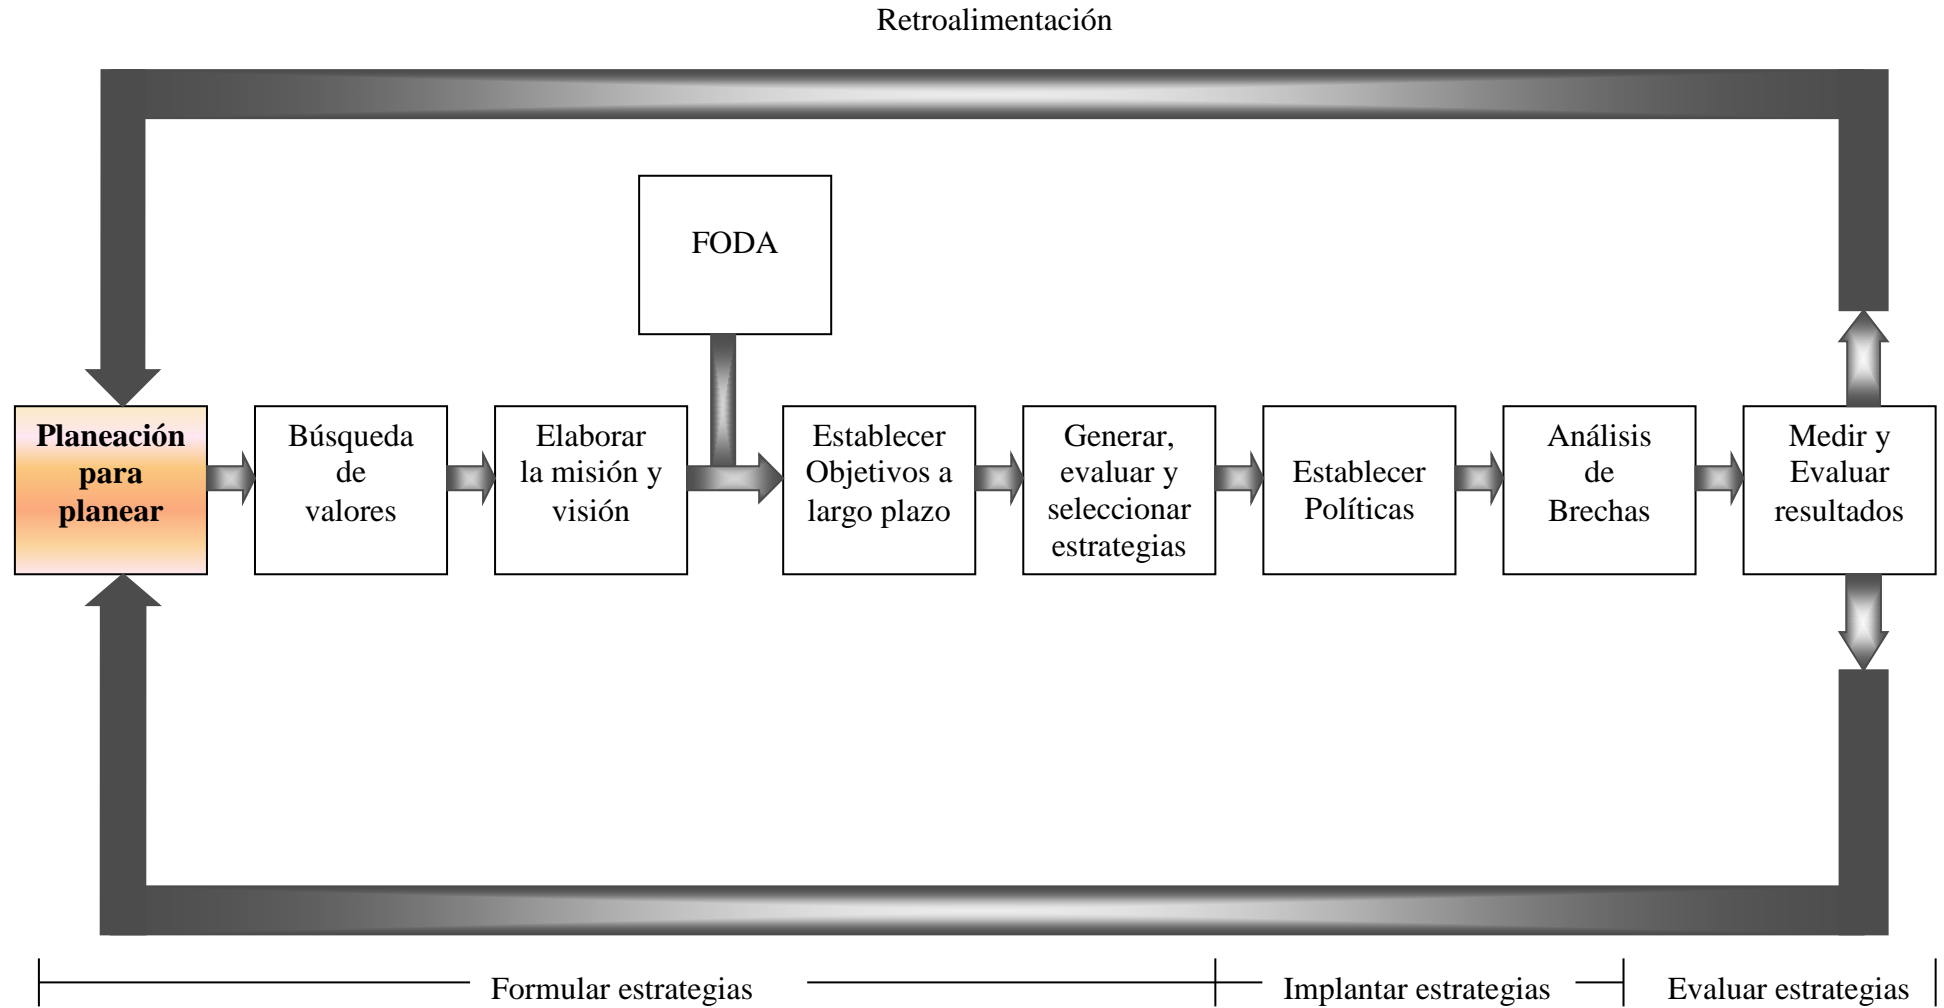 Retroalimentación
FODA
Planeación
para
planear
Búsqueda
de
valores
Elaborar
la misión y
visión
Establecer
Objetivos a
largo plazo
Generar,
evaluar y
seleccionar
estrategias
Establecer
Políticas
Análisis
de
Brechas
Medir y
Evaluar
resultados
Formular estrategias
Implantar estrategias
Evaluar estrategias